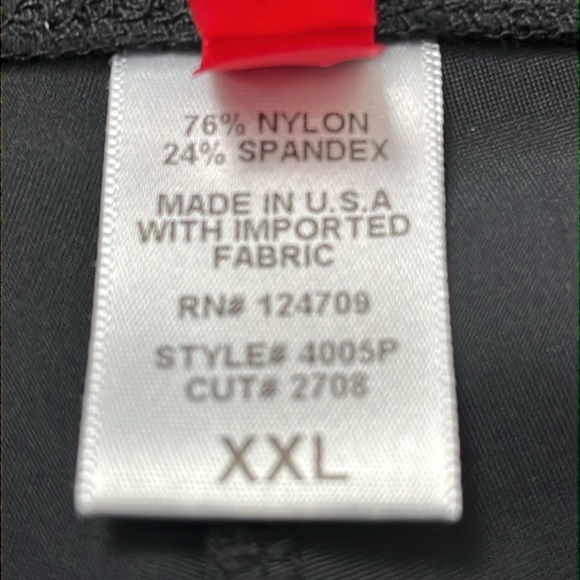 76% NYLON
24% SPANDEX
MADE IN U.S.A
WITH IMPORTED
FABRIC
RN# 124709
STYLE# 4005P
CUT# 2708
XXL